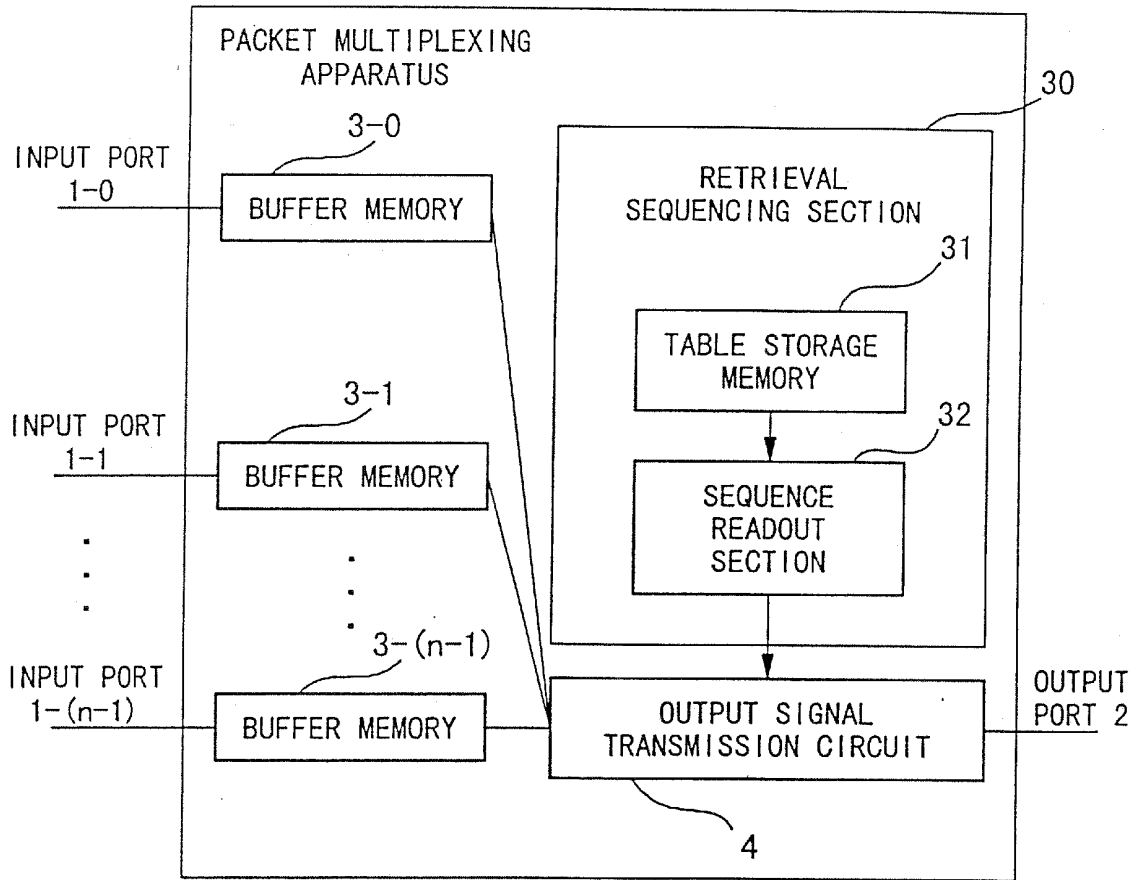 PACKET MULTIPLEXING
APPARATUS
30
3-0
INPUT PORT
1-0
BUFFER MEMORY
RETRIEVAL
SEQUENCING SECTION
31
TABLE STORAGE
MEMORY
3-1
INPUT PORT
1-1
BUFFER MEMORY
32
SEQUENCE
READOUT
SECTION
3-(n-1)
INPUT PORT
1-(n-1)
BUFFER MEMORY
OUTPUT SIGNAL
TRANSMISSION CIRCUIT
OUTPUT
PORT 2
4